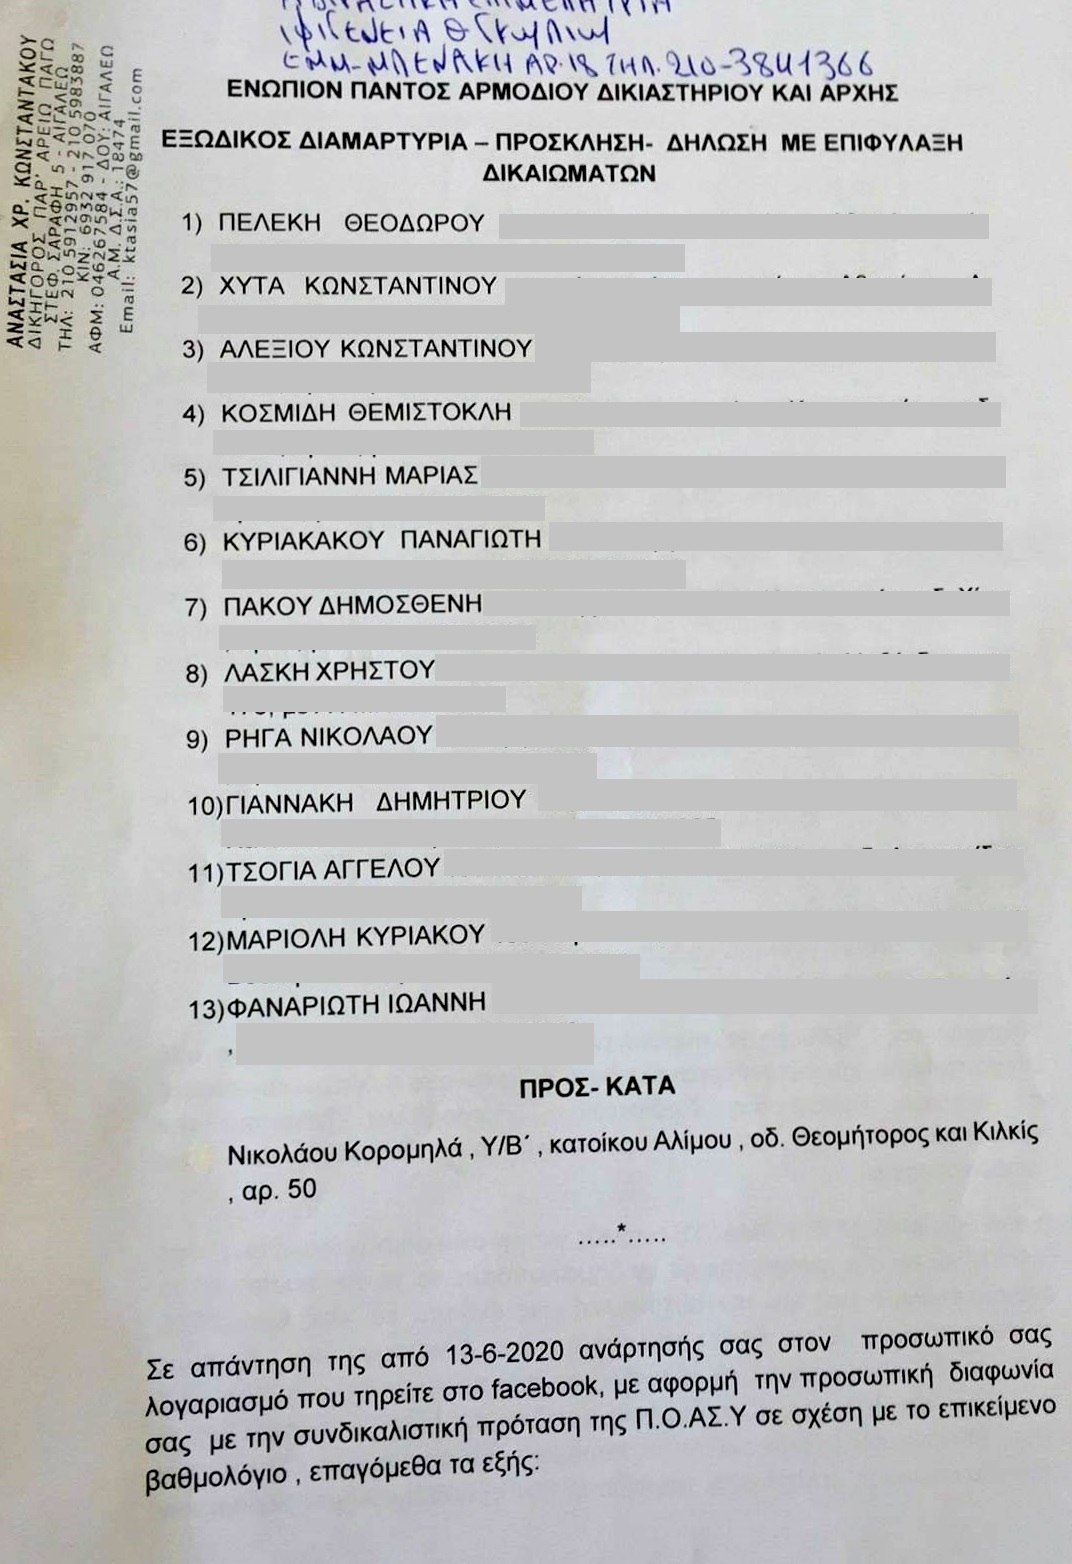 ΙΦΙΓΕΝΕΙΑ Θ
ΕΜΜ-ΜΠΕΝΑΚΗ ΑΡ.18 ΤΗΛ. 210-3841366
ΑΝΑΣΤΑΣΙΑ ΧΡ. ΚΩΝΣΤΑΝΤΑΚΟΥ
ΔΙΚΗΓΟΡΟΣ ΠΑΡ' ΑΡΕΙΩ ΠΑΓΩ
ΣΤΕΦ. ΣΑΡΑΦΗ 5 - ΑΙΓΑΛΕΩ
ΤΗΛ: 210 5912957 - 210 5983887
ΚΙΝ: 6932 917 070
ΑΦΜ: 046267584 - ΔΟΥ: ΑΙΓΑΛΕΩ
Α.Μ. Δ.Σ.Α.: 18474
Email: ktasia57@gmail.com
ΕΝΩΠΙΟΝ ΠΑΝΤΟΣ ΑΡΜΟΔΙΟΥ ΔΙΚΙΑΣΤΗΡΙΟΥ ΚΑΙ ΑΡΧΗΣ
ΕΞΩΔΙΚΟΣ ΔΙΑΜΑΡΤΥΡΙΑ – ΠΡΟΣΚΛΗΣΗ- ΔΗΛΩΣΗ ΜΕ ΕΠΙΦΥΛΑΞΗ
ΔΙΚΑΙΩΜΑΤΩΝ
1) ΠΕΛΕΚΗ ΘΕΟΔΩΡΟΥ
2) ΧΥΤΑ ΚΩΝΣΤΑΝΤΙΝΟΥ
3) ΑΛΕΞΙΟΥ ΚΩΝΣΤΑΝΤΙΝΟΥ
4) ΚΟΣΜΙΔΗ ΘΕΜΙΣΤΟΚΛΗ
5) ΤΣΙΛΙΓΙΑΝΝΗ ΜΑΡΙΑΣ
6) ΚΥΡΙΑΚΑΚΟΥ ΠΑΝΑΓΙΩΤΗ
7) ΠΑΚΟΥ ΔΗΜΟΣΘΕΝΗ
8) ΛΑΣΚΗ ΧΡΗΣΤΟΥ
9) ΡΗΓΑ ΝΙΚΟΛΑΟΥ
10)ΓΙΑΝΝΑΚΗ ΔΗΜΗΤΡΙΟΥ
11)ΤΣΟΓΙΑ ΑΓΓΕΛΟΥ
12)ΜΑΡΙΟΛΗ ΚΥΡΙΑΚΟΥ
13)ΦΑΝΑΡΙΩΤΗ ΙΩΑΝΝΗ
,
ΠΡΟΣ- ΚΑΤΑ
Νικολάου Κορομηλά , Υ/Β΄ , κατοίκου Αλίμου , οδ. Θεομήτορος και Κιλκίς
, αρ. 50
.....*.....
Σε απάντηση της από 13-6-2020 ανάρτησής σας στον προσωπικό σας
λογαριασμό που τηρείτε στο facebook, με αφορμή την προσωπική διαφωνία
σας με την συνδικαλιστική πρόταση της Π.Ο.ΑΣ.Υ σε σχέση με το επικείμενο
βαθμολόγιο , επαγόμεθα τα εξής: